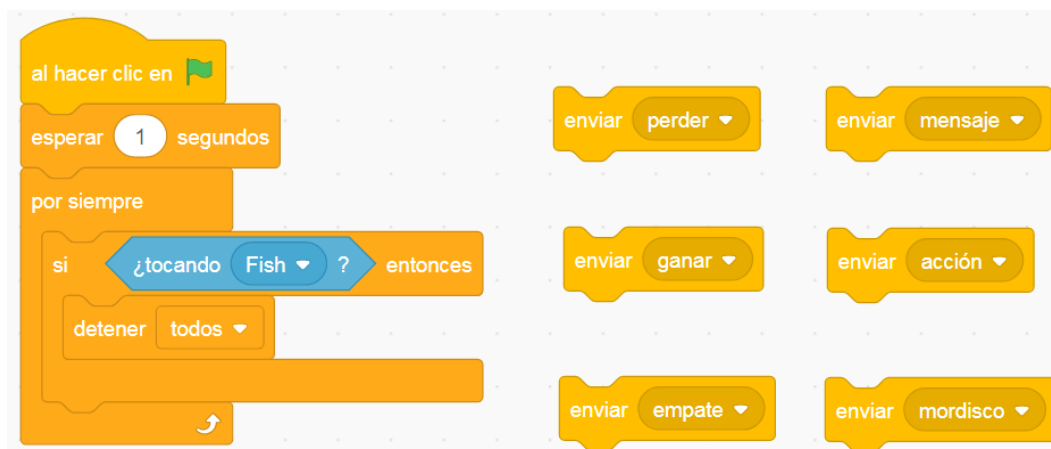 al hacer clic en
esperar 1 segundos
por siempre
si ¿tocando Fish ? entonces
detener todos
enviar perder
enviar mensaje
enviar ganar
enviar acción
enviar empate
enviar mordisco